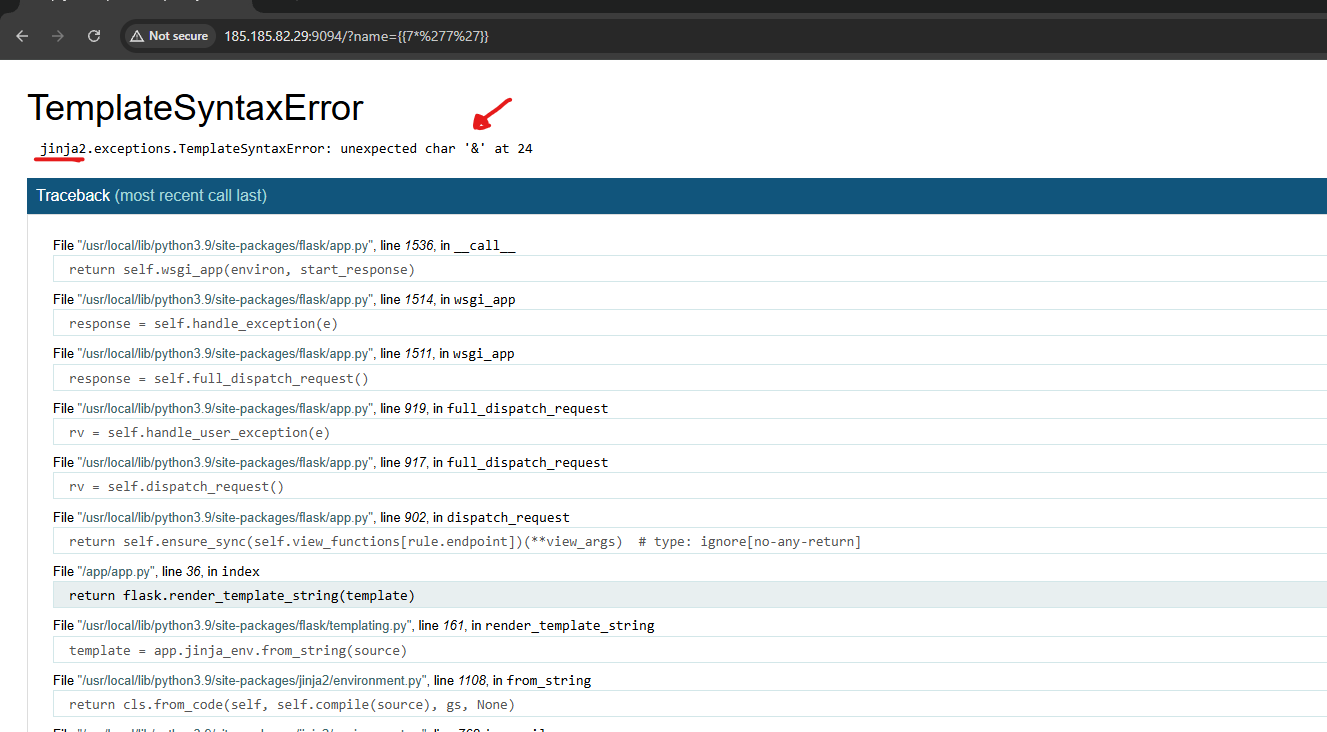 Not secure 185.185.82.29:9094/?name={{7*%277%27}}
TemplateSyntaxError
jinja2.exceptions.TemplateSyntaxError: unexpected char '&' at 24
Traceback (most recent call last)
File "/usr/local/lib/python3.9/site-packages/flask/app.py", line 1536, in __call__
return self.wsgi_app(environ, start_response)
File "/usr/local/lib/python3.9/site-packages/flask/app.py", line 1514, in wsgi_app
response = self.handle_exception(e)
File "/usr/local/lib/python3.9/site-packages/flask/app.py", line 1511, in wsgi_app
response = self.full_dispatch_request()
File "/usr/local/lib/python3.9/site-packages/flask/app.py", line 919, in full_dispatch_request
rv = self.handle_user_exception(e)
File "/usr/local/lib/python3.9/site-packages/flask/app.py", line 917, in full_dispatch_request
rv = self.dispatch_request()
File "/usr/local/lib/python3.9/site-packages/flask/app.py", line 902, in dispatch_request
return self.ensure_sync(self.view_functions[rule.endpoint])(**view_args)  # type: ignore[no-any-return]
File "/app/app.py", line 36, in index
return flask.render_template_string(template)
File "/usr/local/lib/python3.9/site-packages/flask/templating.py", line 161, in render_template_string
template = app.jinja_env.from_string(source)
File "/usr/local/lib/python3.9/site-packages/jinja2/environment.py", line 1108, in from_string
return cls.from_code(self, self.compile(source), gs, None)